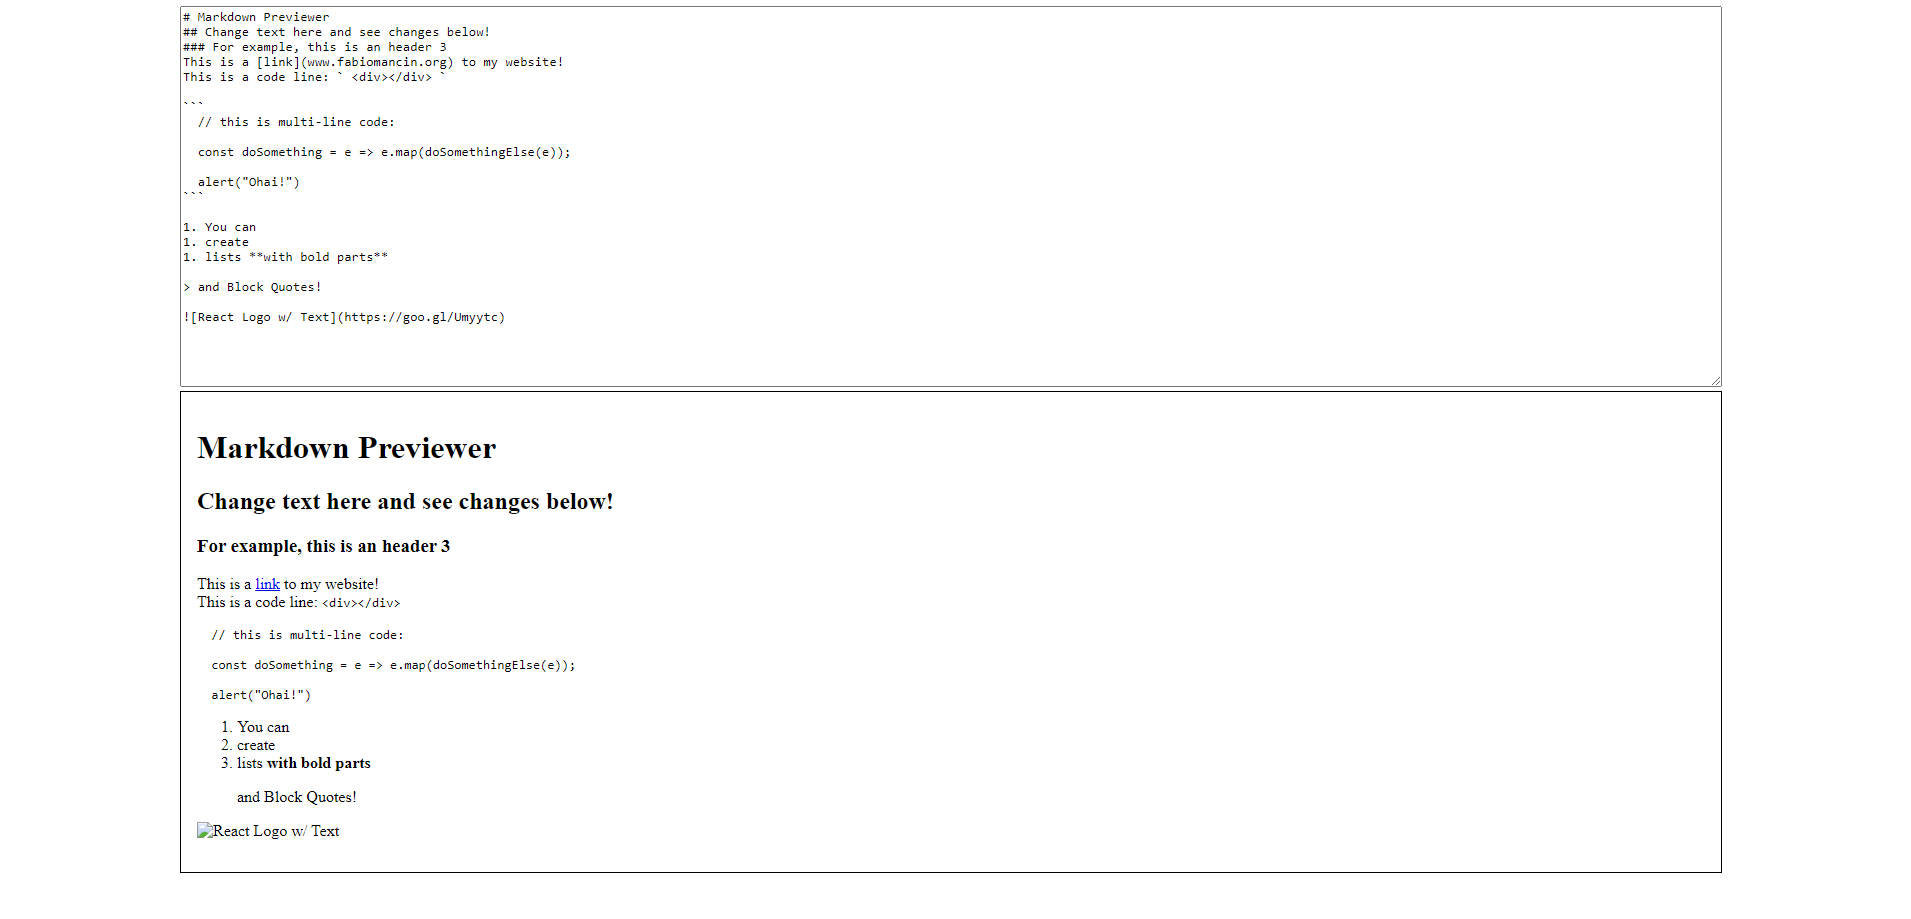 # Markdown Previewer
## Change text here and see changes below!
### For example, this is an header 3
This is a [link](www.fabiomancin.org) to my website!
This is a code line: ` <div></div> `
```
// this is multi-line code:
const doSomething = e => e.map(doSomethingElse(e));
alert("Ohai!")
```
1. You can
1. create
1. lists **with bold parts**
> and Block Quotes!
![React Logo w/ Text](https://goo.gl/Umyytc)
Markdown Previewer
Change text here and see changes below!
For example, this is an header 3
This is a link to my website!
This is a code line: <div></div>
// this is multi-line code:
const doSomething = e => e.map(doSomethingElse(e));
alert("Ohai!")
1. You can
2. create
3. lists with bold parts
and Block Quotes!
React Logo w/ Text